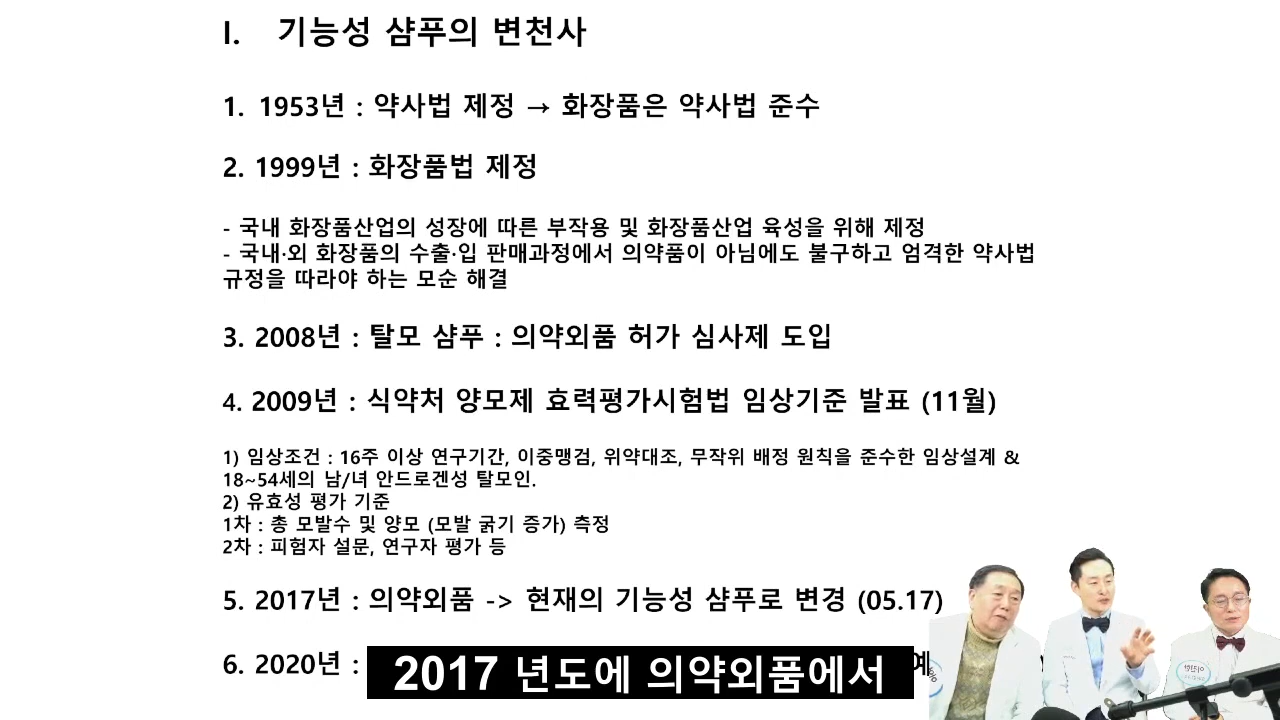 I. 기능성 샴푸의 변천사
1. 1953년 : 약사법 제정 → 화장품은 약사법 준수
2. 1999년 : 화장품법 제정
- 국내 화장품산업의 성장에 따른 부작용 및 화장품산업 육성을 위해 제정
- 국내·외 화장품의 수출·입 판매과정에서 의약품이 아님에도 불구하고 엄격한 약사법
규정을 따라야 하는 모순 해결
3. 2008년 : 탈모 샴푸 : 의약외품 허가 심사제 도입
4. 2009년 : 식약처 양모제 효력평가시험법 임상기준 발표 (11월)
1) 임상조건 : 16주 이상 연구기간, 이중맹검, 위약대조, 무작위 배정 원칙을 준수한 임상설계 &
18~54세의 남/녀 안드로겐성 탈모인.
2) 유효성 평가 기준
1차 : 총 모발수 및 양모 (모발 굵기 증가) 측정
2차 : 피험자 설문, 연구자 평가 등
5. 2017년 : 의약외품 -> 현재의 기능성 샴푸로 변경 (05.17)
6. 2020년 :
2017 년도에 의약외품에서